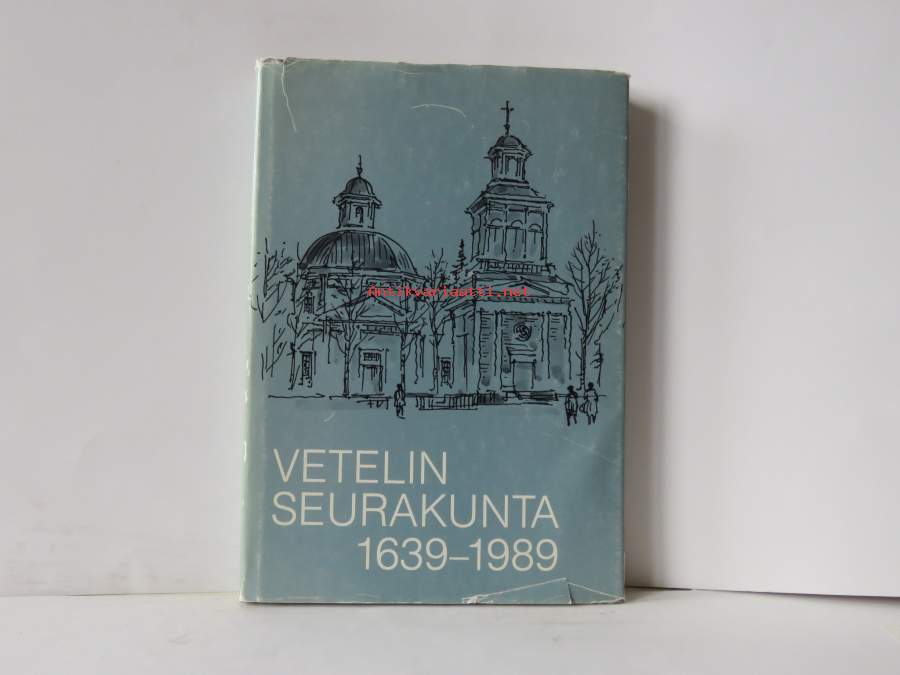 Antikvariaatti.net
VETELIN
SEURAKUNTA
1639–1989